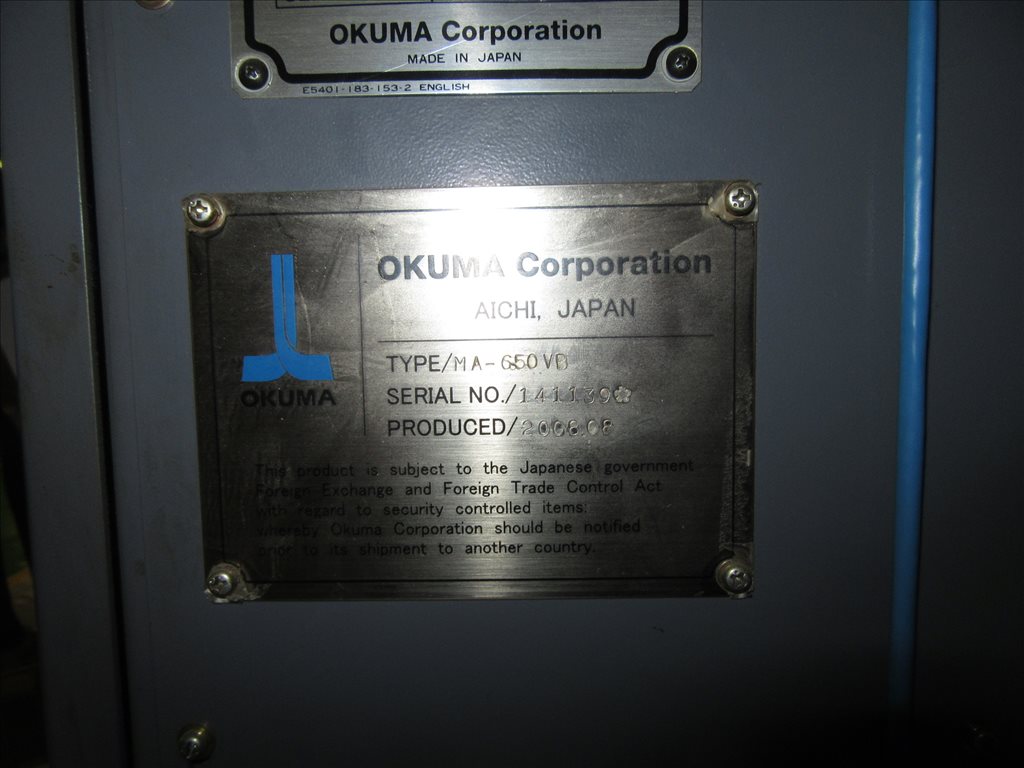 OKUMA Corporation
MADE IN JAPAN
E5401-183-153-2 ENGLISH
OKUMA Corporation
AICHI, JAPAN
OKUMA
TYPE/MA-650VB
SERIAL NO./
PRODUCED/2008.08
This product is subject to the Japanese government
Foreign Exchange and Foreign Trade Control Act
with regard to security controlled items:
whereby Okuma Corporation should be notified
prior to its shipment to another country.